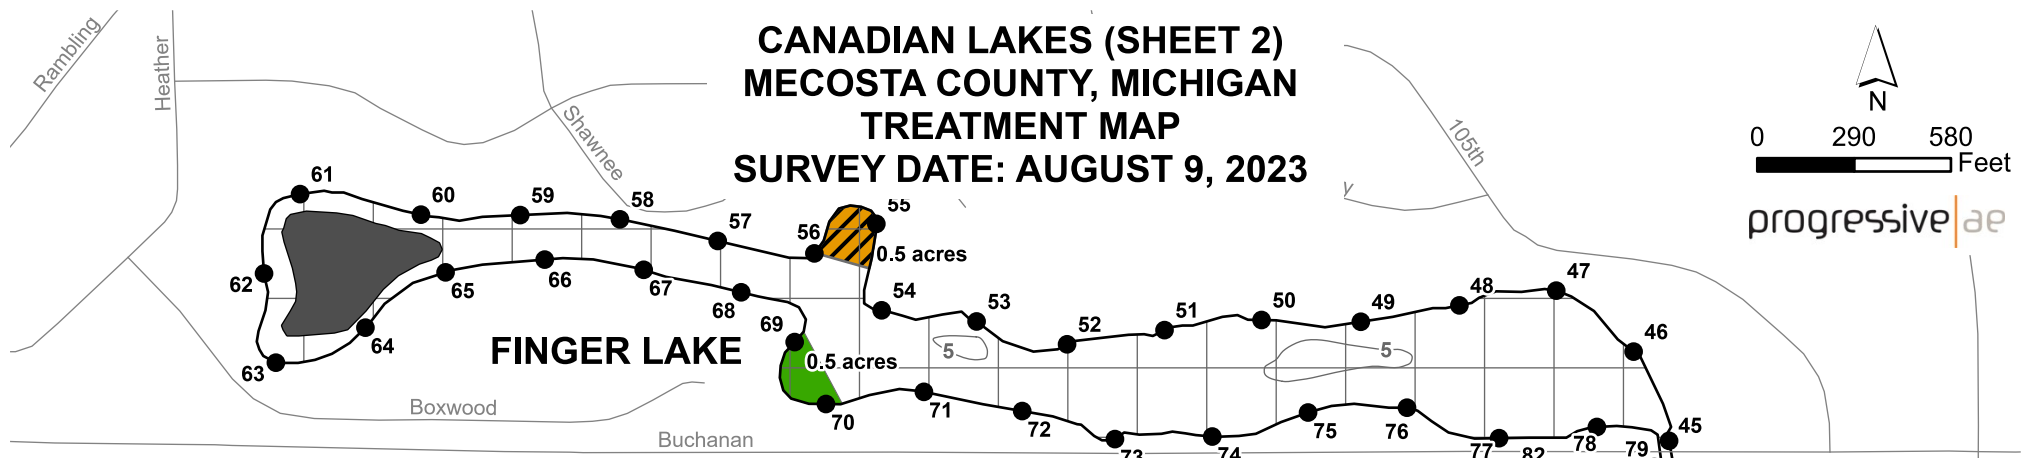 CANADIAN LAKES (SHEET 2)
MECOSTA COUNTY, MICHIGAN
TREATMENT MAP
SURVEY DATE: AUGUST 9, 2023
N
0 290 580
Feet
progressive ae
Rambling
Heather
Shawnee
105th
y
61
60
59
58
57
56
55
0.5 acres
62
65
66
67
68
54
53
52
51
50
49
48
47
46
69
0.5 acres
5
5
FINGER LAKE
63
64
70
71
72
73
74
75
76
77
82
78
79
45
Boxwood
Buchanan